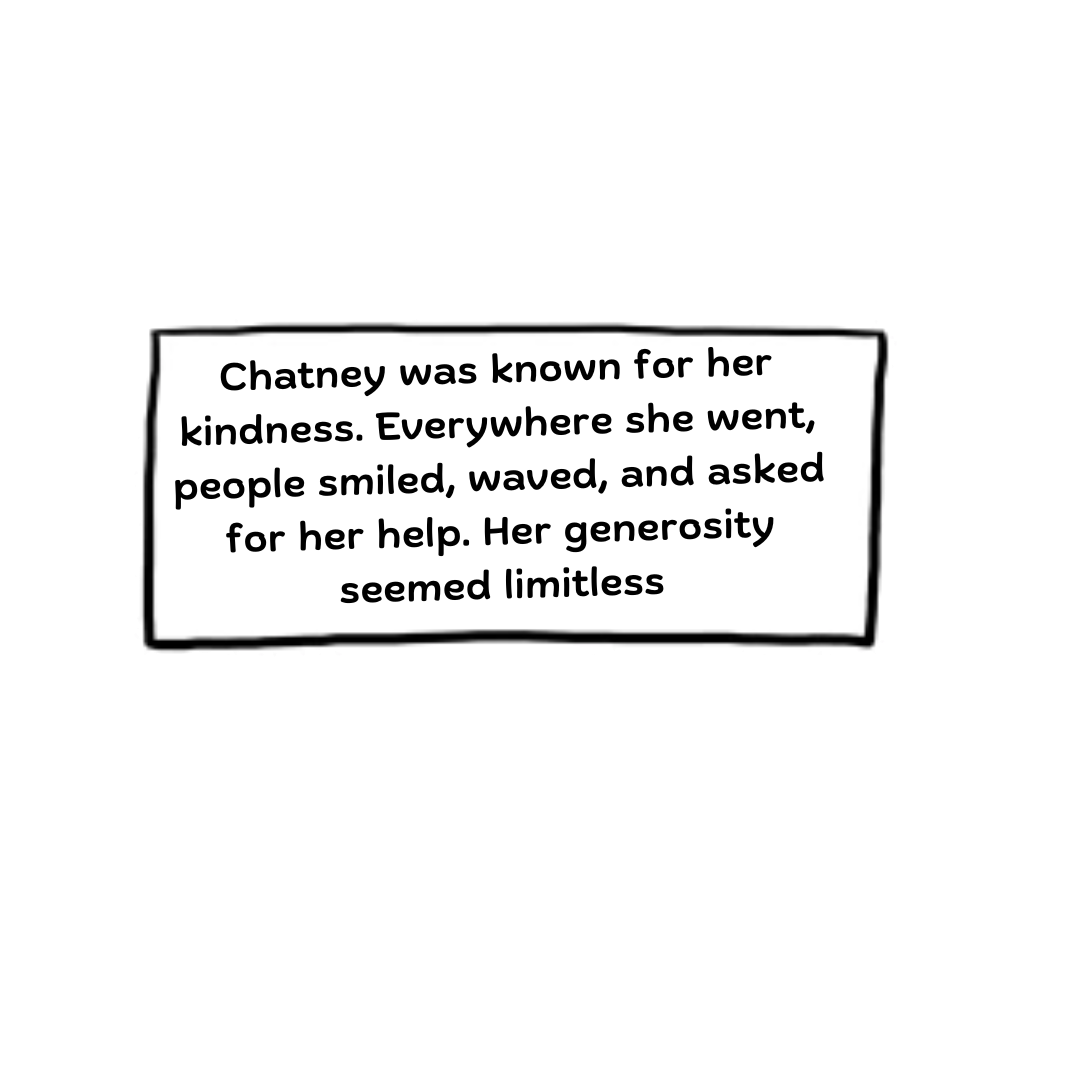 Chatney was known for her
kindness. Everywhere she went,
people smiled, waved, and asked
for her help. Her generosity
seemed limitless